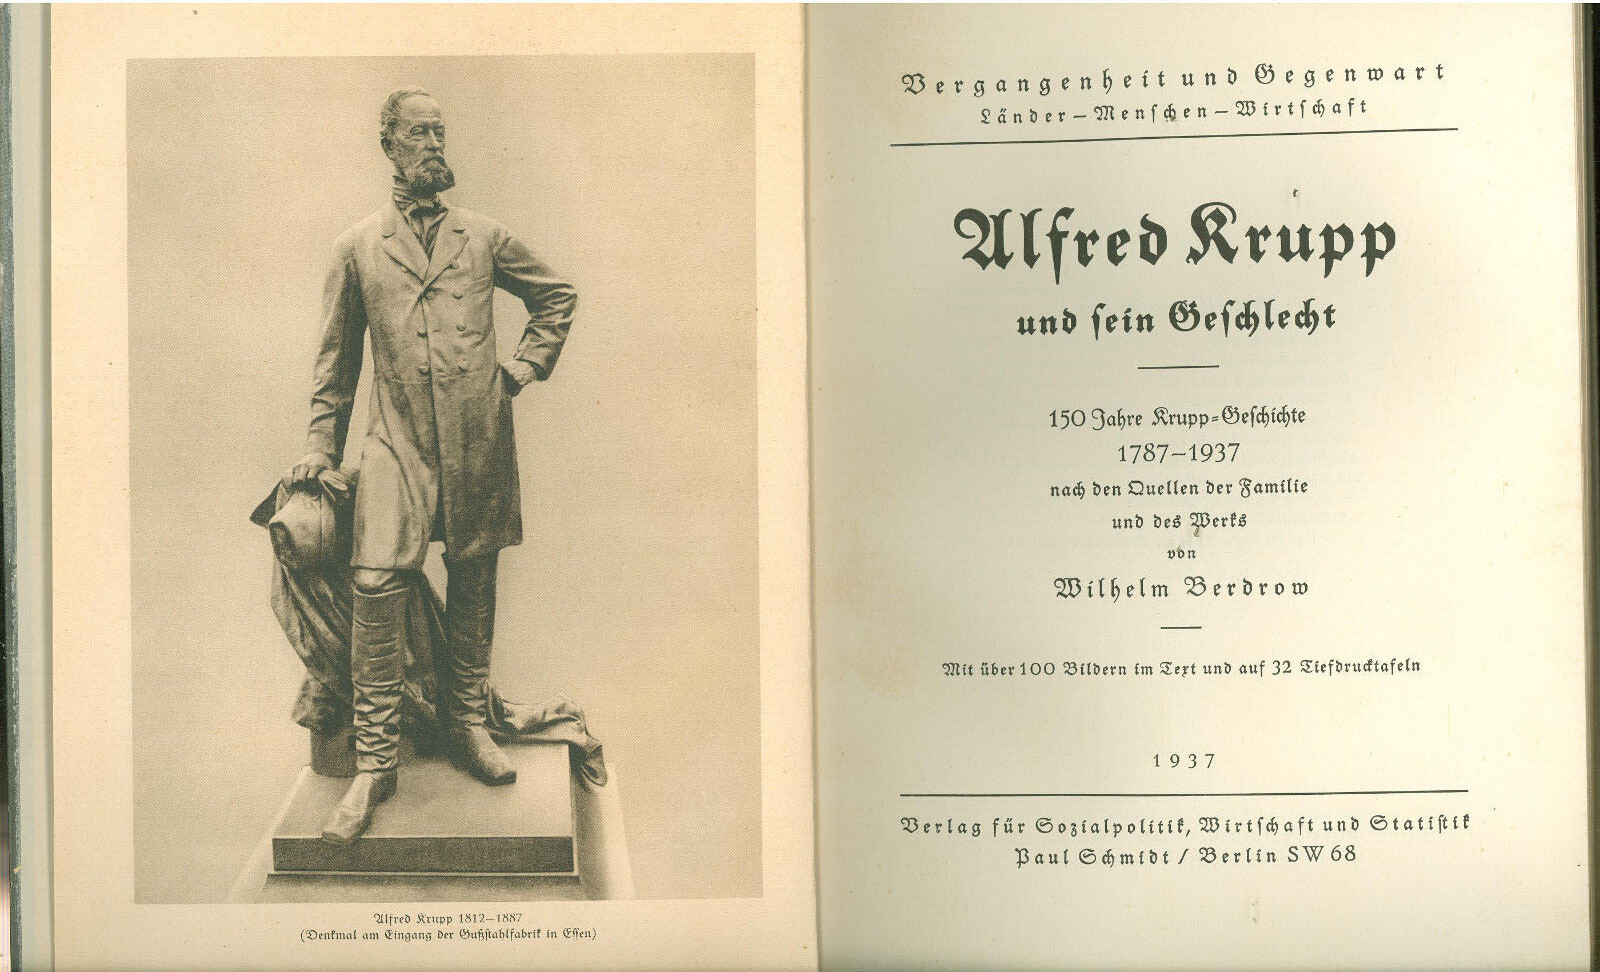 Alfred Krupp 1812–1887
(Denkmal am Eingang der Gußstahlfabrik in Essen)
Vergangenheit und Gegenwart
Länder – Menschen – Wirtschaft
Alfred Krupp
und sein Geschlecht
150 Jahre Krupp-Geschichte
1787–1937
nach den Quellen der Familie
und des Werks
von
Wilhelm Berdrow
Mit über 100 Bildern im Text und auf 32 Tiefdrucktafeln
1937
Verlag für Sozialpolitik, Wirtschaft und Statistik
Paul Schmidt / Berlin SW 68